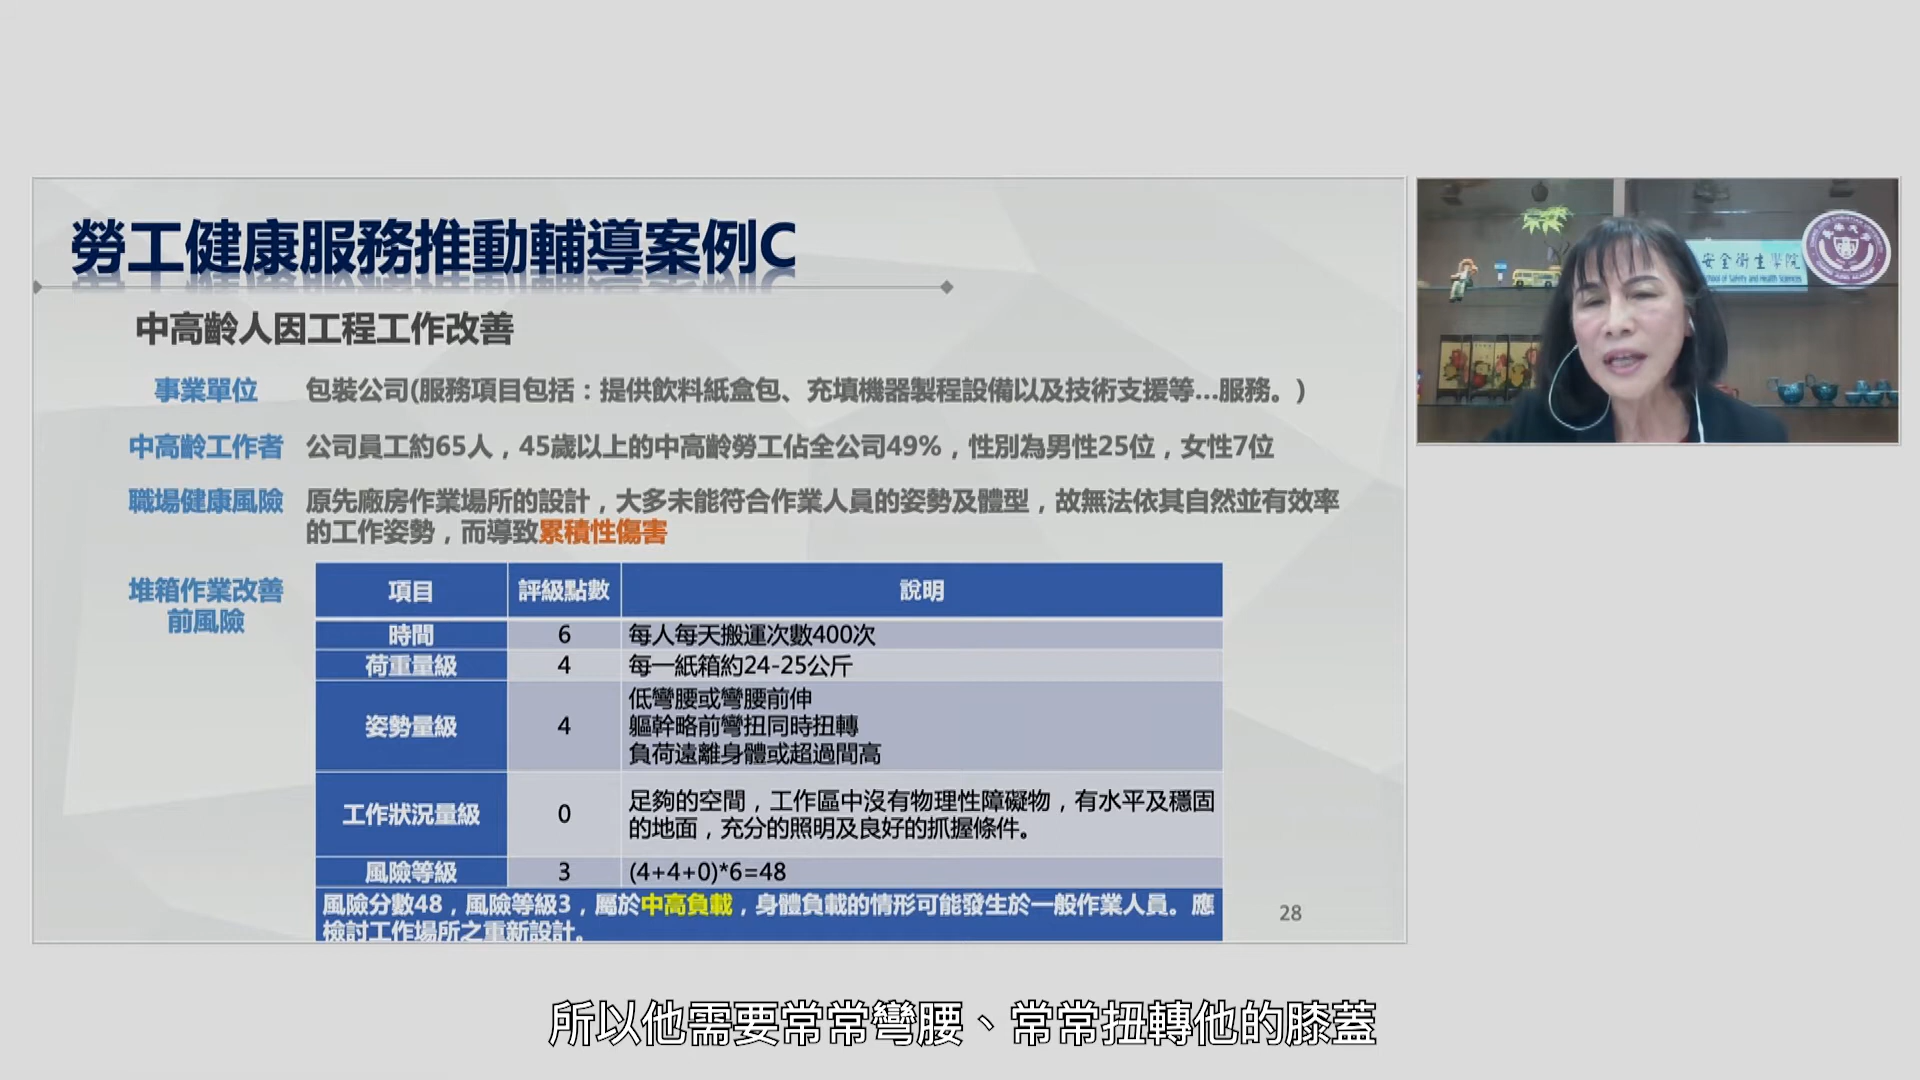 勞工健康服務推動輔導案例C
中高齡人因工程工作改善
事業單位 包裝公司(服務項目包括：提供飲料紙盒包、充填機器製程設備以及技術支援等...服務。)
中高齡工作者 公司員工約65人，45歲以上的中高齡勞工佔全公司49%，性別為男性25位，女性7位
職場健康風險 原先廠房作業場所的設計，大多未能符合作業人員的姿勢及體型，故無法依其自然並有效率
的工作姿勢，而導致累積性傷害
堆箱作業改善
前風險
項目 評級點數 說明
時間 6 每人每天搬運次數400次
荷重量級 4 每一紙箱約24-25公斤
姿勢量級 4 低彎腰或彎腰前伸
軀幹略前彎扭同時扭轉
負荷遠離身體或超過間高
工作狀況量級 0 足夠的空間，工作區中沒有物理性障礙物，有水平及穩固
的地面，充分的照明及良好的抓握條件。
風險等級 3 (4+4+0)*6=48
風險分數48，風險等級3，屬於中高負載，身體負載的情形可能發生於一般作業人員。應
檢討工作場所之重新設計。
28
安全衛生學院
School of Safety and Health Sciences
所以他需要常常彎腰、常常扭轉他的膝蓋